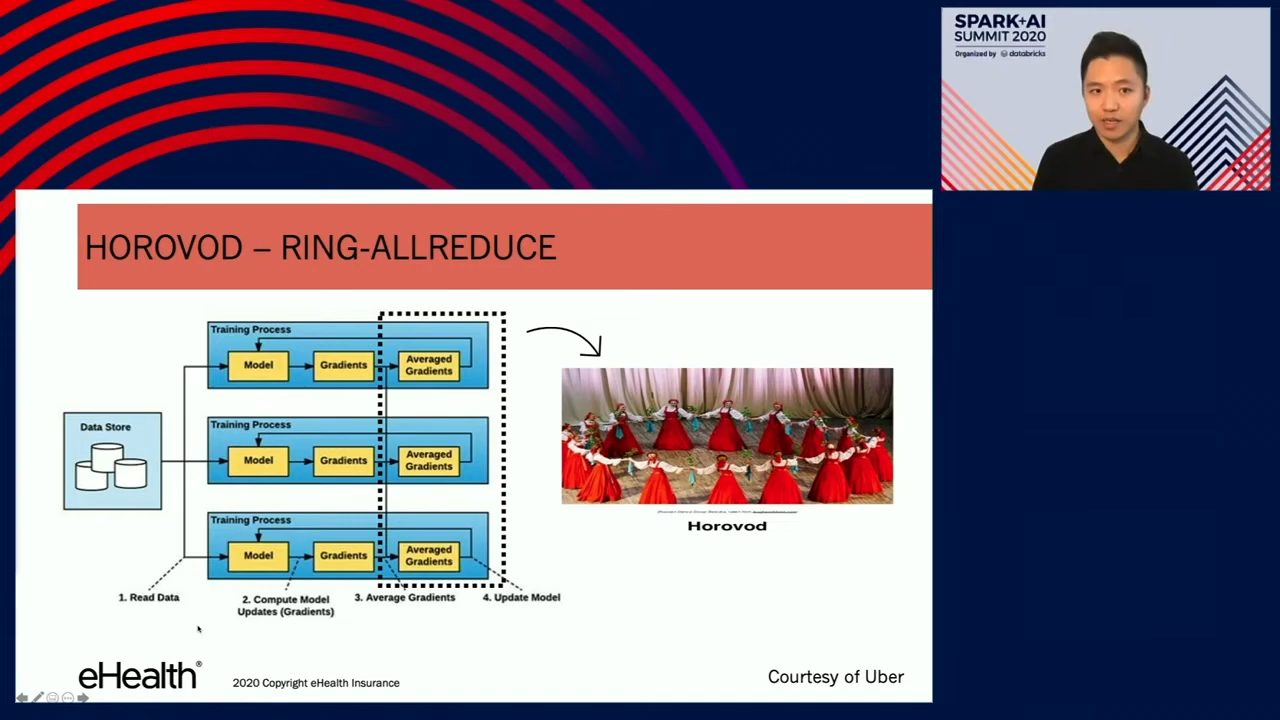 SPARK+AI
SUMMIT 2020
Organized by databricks
HOROVOD – RING-ALLREDUCE
Training Process
Model
Gradients
Averaged
Gradients
Data Store
Training Process
Model
Gradients
Averaged
Gradients
Training Process
Model
Gradients
Averaged
Gradients
1. Read Data
2. Compute Model
Updates (Gradients)
3. Average Gradients
4. Update Model
Horovod
eHealth®
2020 Copyright eHealth Insurance
Courtesy of Uber